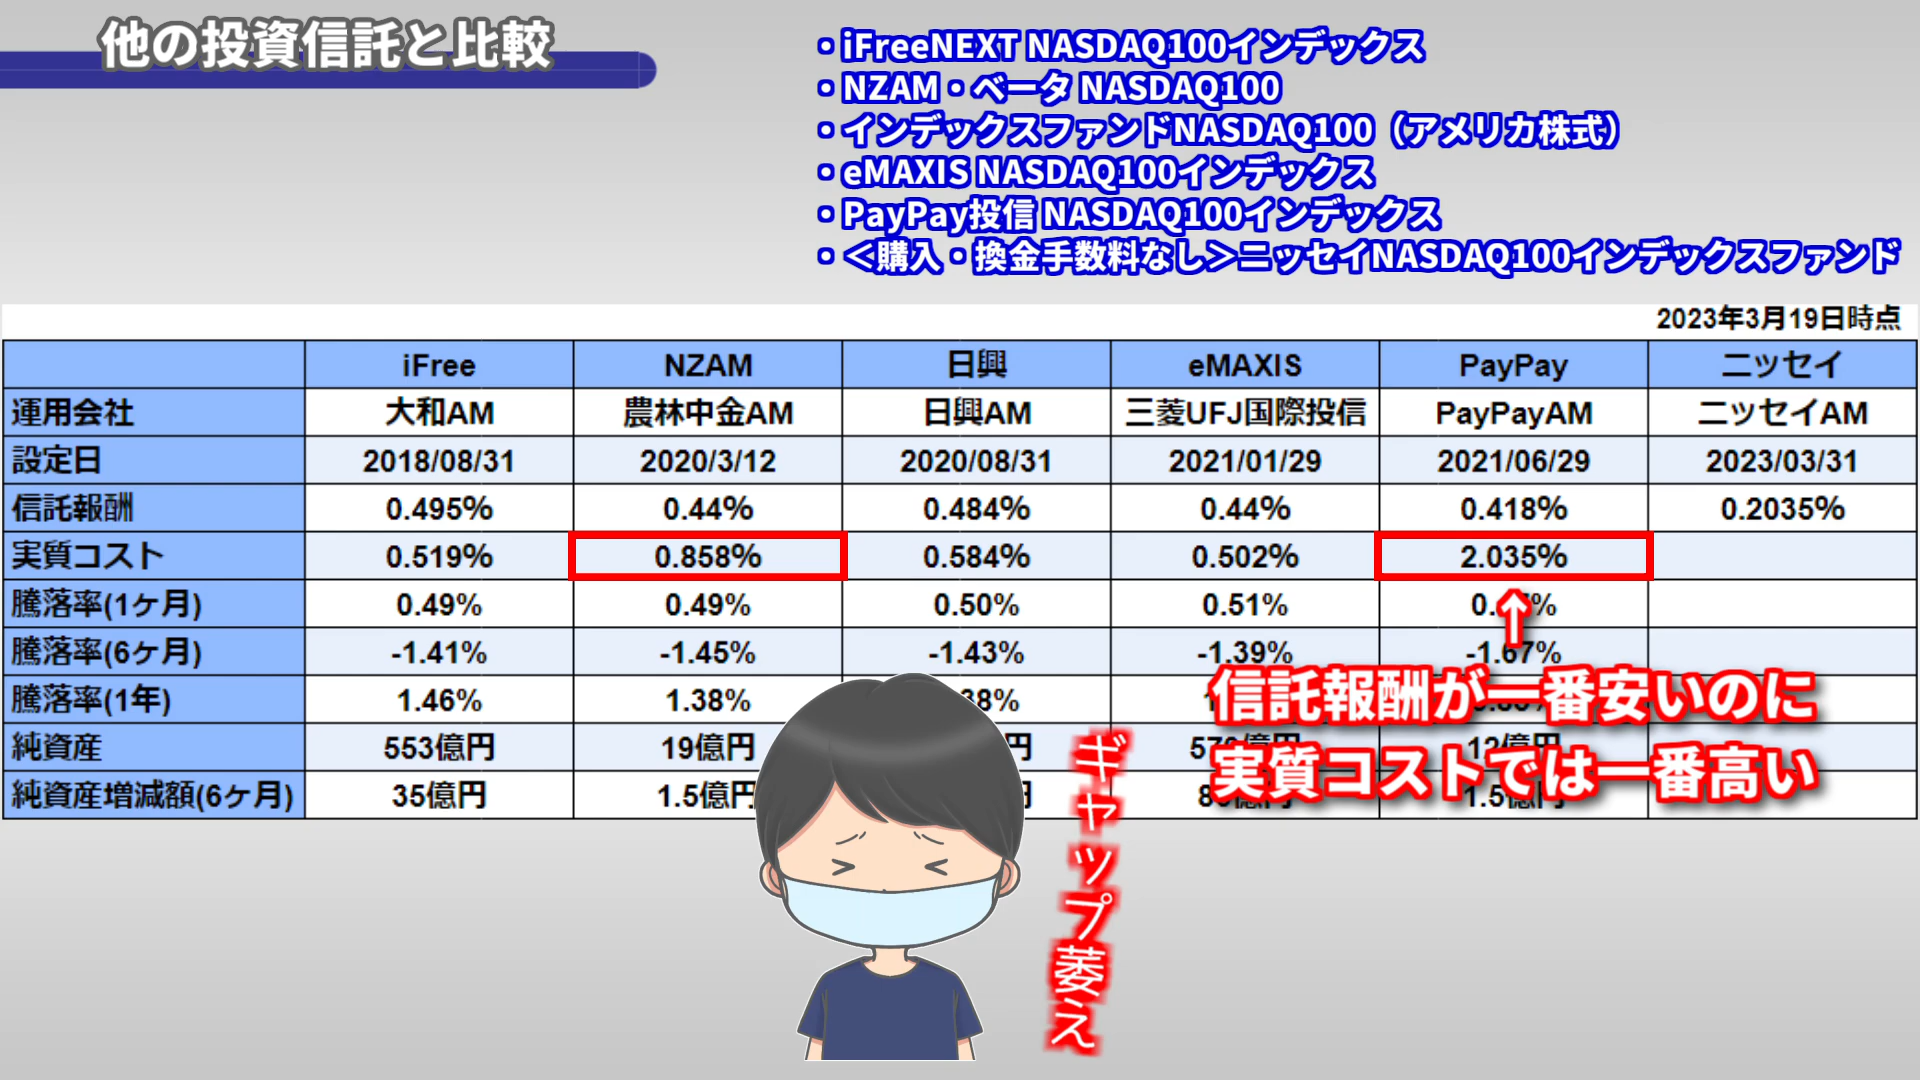 他の投資信託と比較
・iFreeNEXT NASDAQ100インデックス
・NZAM・ベータ NASDAQ100
・インデックスファンドNASDAQ100（アメリカ株式）
・eMAXIS NASDAQ100インデックス
・PayPay投信 NASDAQ100インデックス
・＜購入・換金手数料なし＞ニッセイNASDAQ100インデックスファンド
2023年3月19日時点
iFree NZAM 日興 eMAXIS PayPay ニッセイ
運用会社 大和AM 農林中金AM 日興AM 三菱UFJ国際投信 PayPayAM ニッセイAM
設定日 2018/08/31 2020/3/12 2020/08/31 2021/01/29 2021/06/29 2023/03/31
信託報酬 0.495% 0.44% 0.484% 0.44% 0.418% 0.2035%
実質コスト 0.519% 0.858% 0.584% 0.502% 2.035%
騰落率(1ヶ月) 0.49% 0.49% 0.50% 0.51%
騰落率(6ヶ月) -1.41% -1.45% -1.43% -1.39% -1.67%
騰落率(1年) 1.46% 1.38%
純資産 553億円 19億円 12億円
純資産増減額(6ヶ月) 35億円 1.5億円 1.5億円
↑
信託報酬が一番安いのに
実質コストでは一番高い
ギャップ萎え